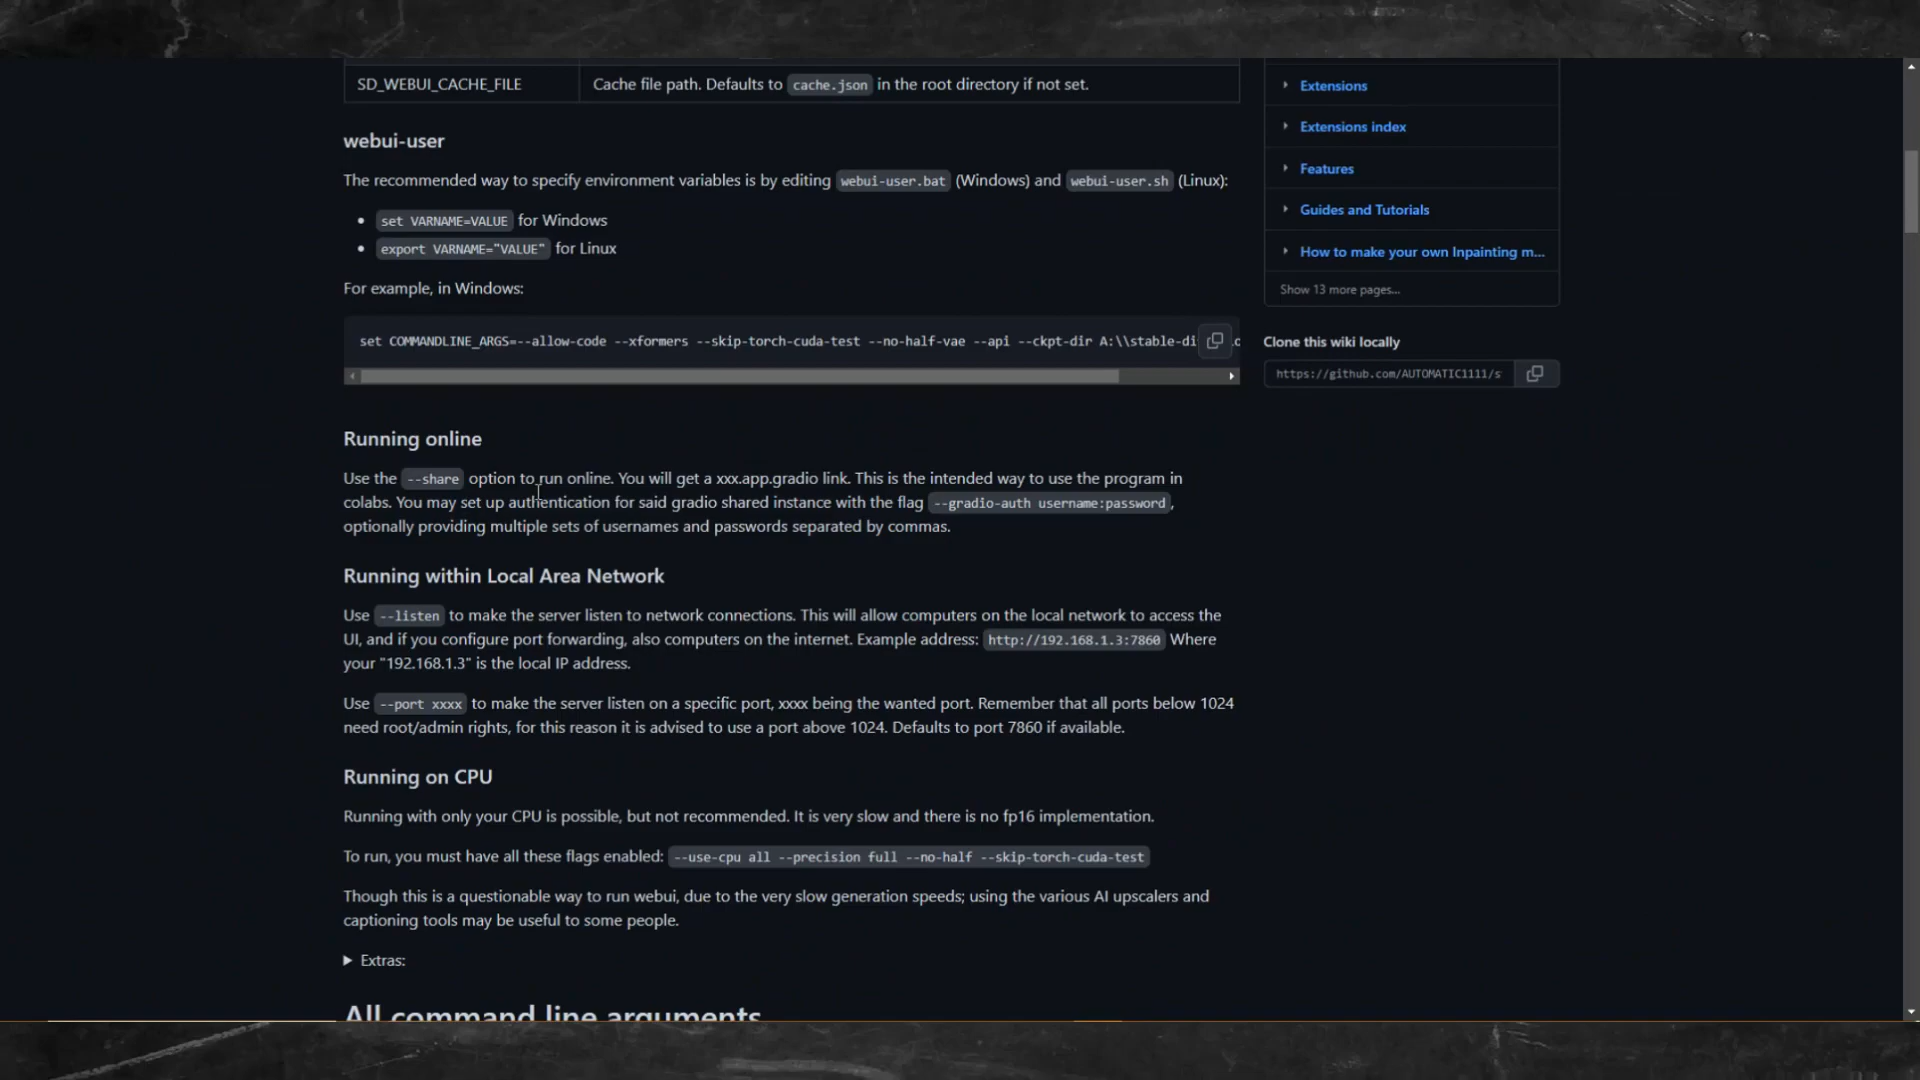 SD_WEBUI_CACHE_FILE
Cache file path. Defaults to cache.json in the root directory if not set.
webui-user
The recommended way to specify environment variables is by editing webui-user.bat (Windows) and webui-user.sh (Linux):
set VARNAME=VALUE for Windows
export VARNAME="VALUE" for Linux
For example, in Windows:
set COMMANDLINE_ARGS=--allow-code --xformers --skip-torch-cuda-test --no-half-vae --api --ckpt-dir A:\\stable-di
Running online
Use the --share option to run online. You will get a xxx.app.gradio link. This is the intended way to use the program in
colabs. You may set up authentication for said gradio shared instance with the flag --gradio-auth username:password,
optionally providing multiple sets of usernames and passwords separated by commas.
Running within Local Area Network
Use --listen to make the server listen to network connections. This will allow computers on the local network to access the
UI, and if you configure port forwarding, also computers on the internet. Example address: http://192.168.1.3:7860 Where
your "192.168.1.3" is the local IP address.
Use --port xxxx to make the server listen on a specific port, xxxx being the wanted port. Remember that all ports below 1024
need root/admin rights, for this reason it is advised to use a port above 1024. Defaults to port 7860 if available.
Running on CPU
Running with only your CPU is possible, but not recommended. It is very slow and there is no fp16 implementation.
To run, you must have all these flags enabled: --use-cpu all --precision full --no-half --skip-torch-cuda-test
Though this is a questionable way to run webui, due to the very slow generation speeds; using the various AI upscalers and
captioning tools may be useful to some people.
Extras:
All command line arguments
Extensions
Extensions index
Features
Guides and Tutorials
How to make your own Inpainting m...
Show 13 more pages...
Clone this wiki locally
https://github.com/AUTOMATIC1111/s